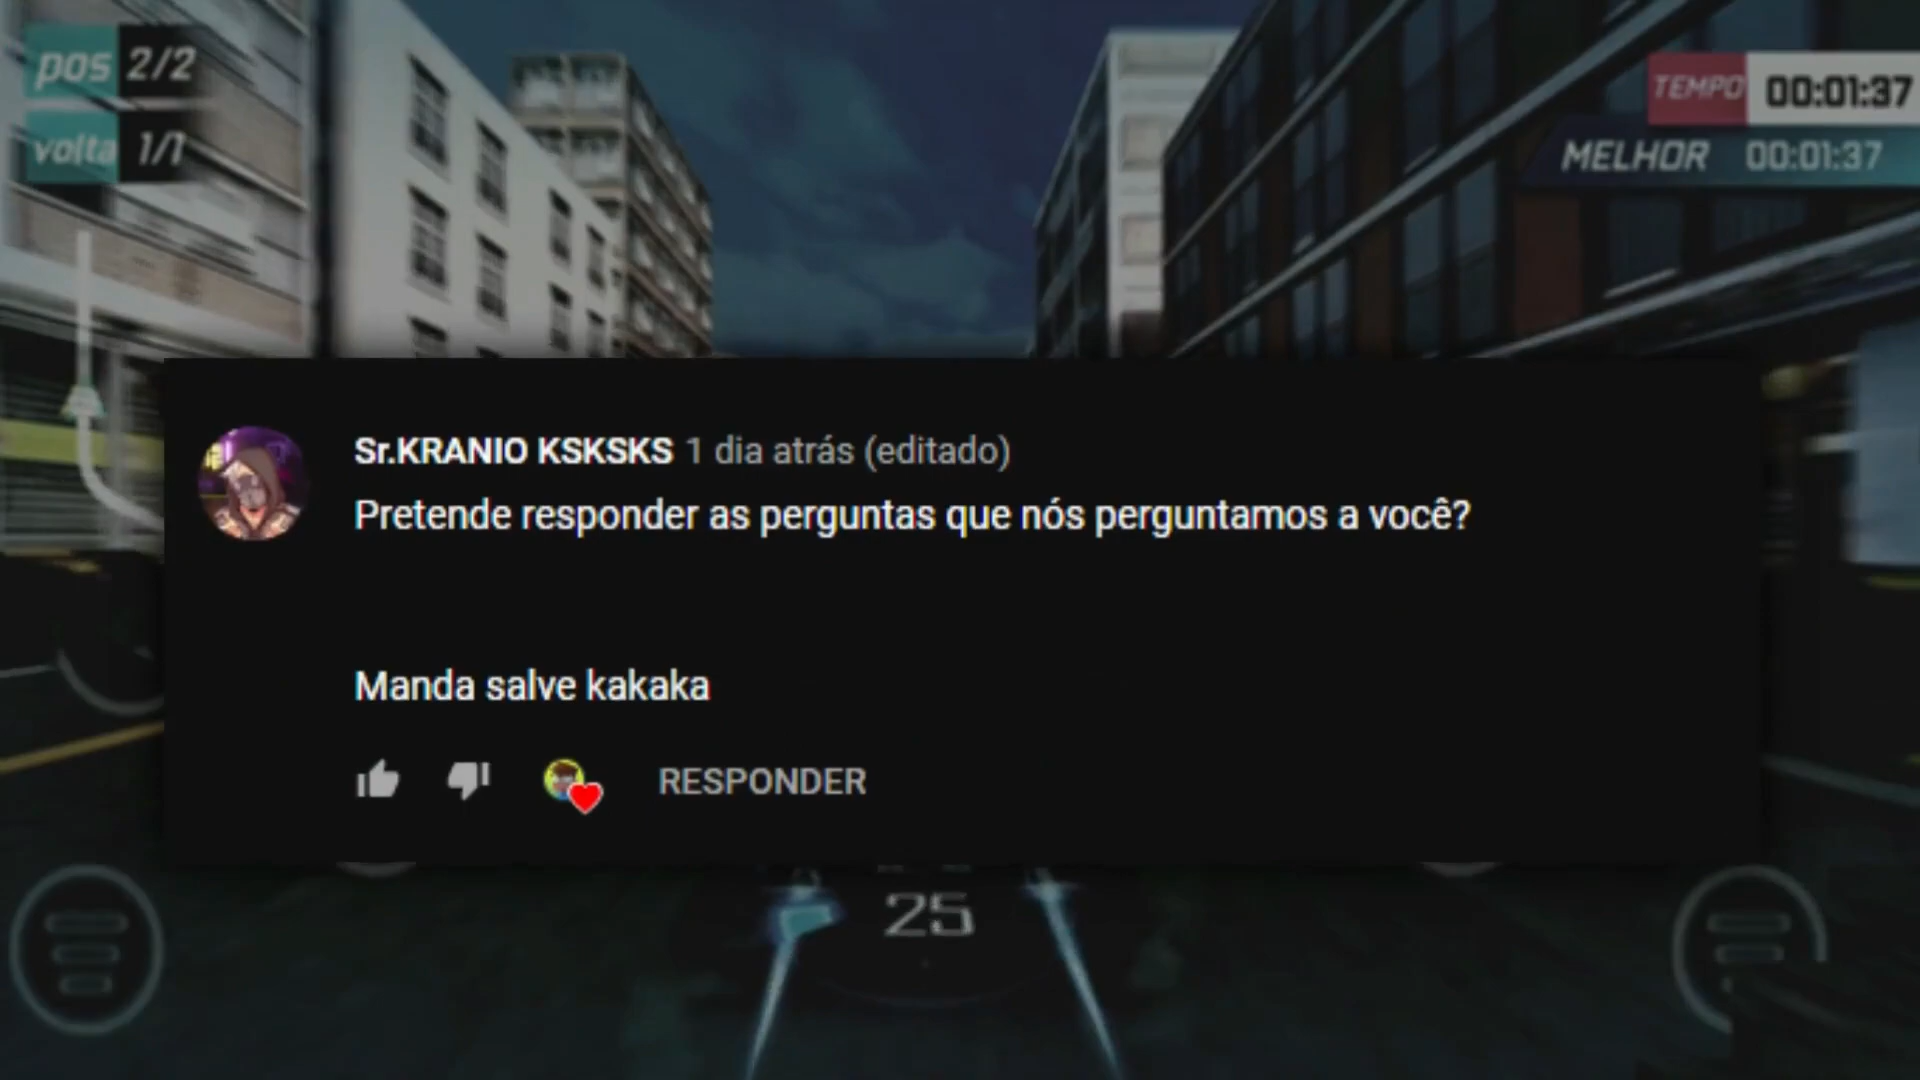 pos 2/2
TEMPO 00:01:37
volta 1/1
MELHOR 00:01:37
Sr.KRANIO KSKSKS 1 dia atrás (editado)
Pretende responder as perguntas que nós perguntamos a você?
Manda salve kakaka
RESPONDER
25